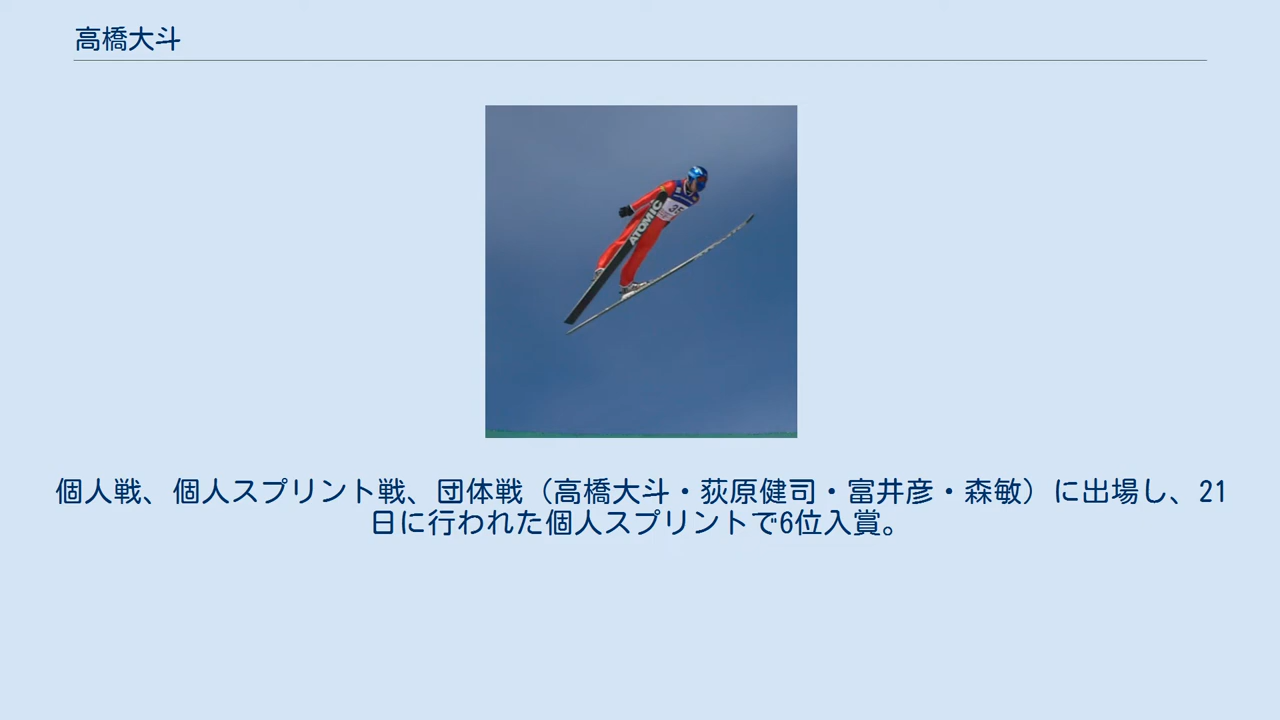 高橋大斗
ATOMIC
35
個人戦、個人スプリント戦、団体戦（高橋大斗・荻原健司・富井彦・森敏）に出場し、21
日に行われた個人スプリントで6位入賞。